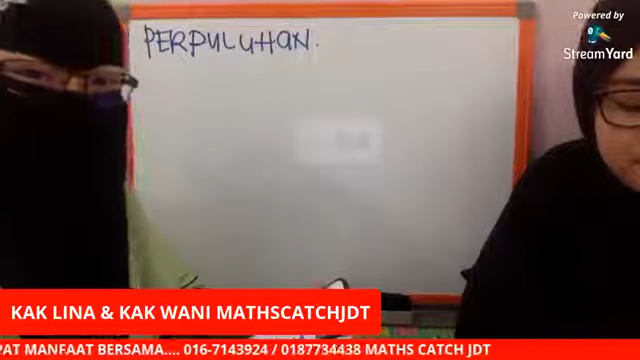 Powered by
StreamYard
PERPULUHAN.
KAK LINA & KAK WANI MATHSCATCHJDT
PAT MANFAAT BERSAMA.... 016-7143924 / 0187734438 MATHS CATCH JDT